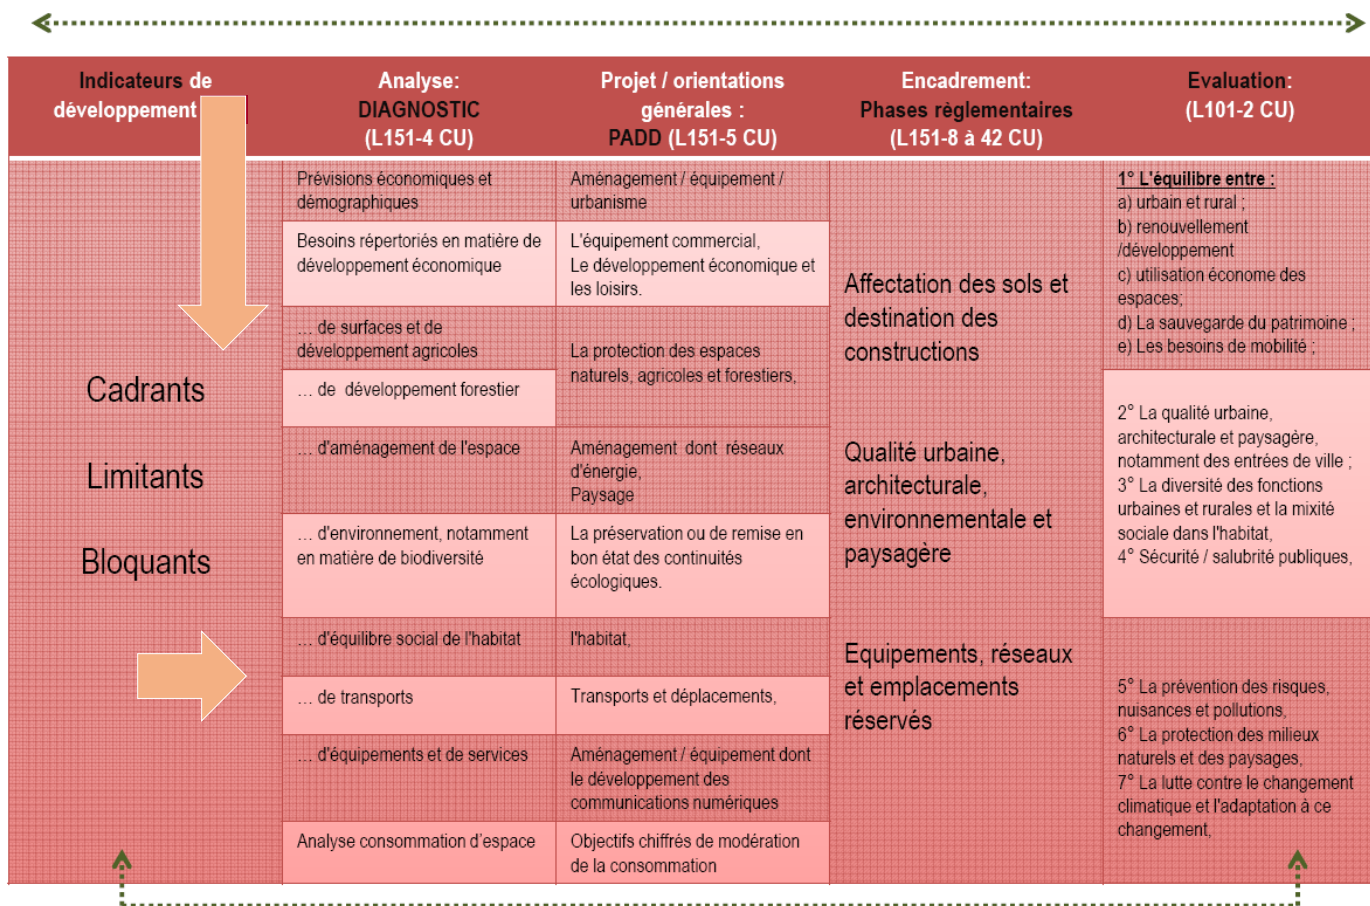 Indicateurs de
développement
Analyse:
DIAGNOSTIC
(L151-4 CU)
Projet / orientations
générales :
PADD (L151-5 CU)
Encadrement:
Phases règlementaires
(L151-8 à 42 CU)
Evaluation:
(L101-2 CU)
Cadrants
Limitants
Bloquants
Prévisions économiques et
démographiques
Besoins répertoriés en matière de
développement économique
… de surfaces et de
développement agricoles
… de développement forestier
… d'aménagement de l'espace
… d'environnement, notamment
en matière de biodiversité
… d'équilibre social de l'habitat
… de transports
… d'équipements et de services
Analyse consommation d'espace
Aménagement / équipement /
urbanisme
L'équipement commercial,
Le développement économique et
les loisirs.
La protection des espaces
naturels, agricoles et forestiers,
Aménagement dont réseaux
d'énergie,
Paysage
La préservation ou de remise en
bon état des continuités
écologiques.
l'habitat,
Transports et déplacements,
Aménagement / équipement dont
le développement des
communications numériques
Objectifs chiffrés de modération
de la consommation
Affectation des sols et
destination des
constructions
Qualité urbaine,
architecturale,
environnementale et
paysagère
Equipements, réseaux
et emplacements
réservés
1° L'équilibre entre :
a) urbain et rural ;
b) renouvellement
/développement
c) utilisation économe des
espaces;
d) La sauvegarde du patrimoine ;
e) Les besoins de mobilité ;
2° La qualité urbaine,
architecturale et paysagère,
notamment des entrées de ville ;
3° La diversité des fonctions
urbaines et rurales et la mixité
sociale dans l'habitat,
4° Sécurité / salubrité publiques,
5° La prévention des risques,
nuisances et pollutions,
6° La protection des milieux
naturels et des paysages,
7° La lutte contre le changement
climatique et l'adaptation à ce
changement,